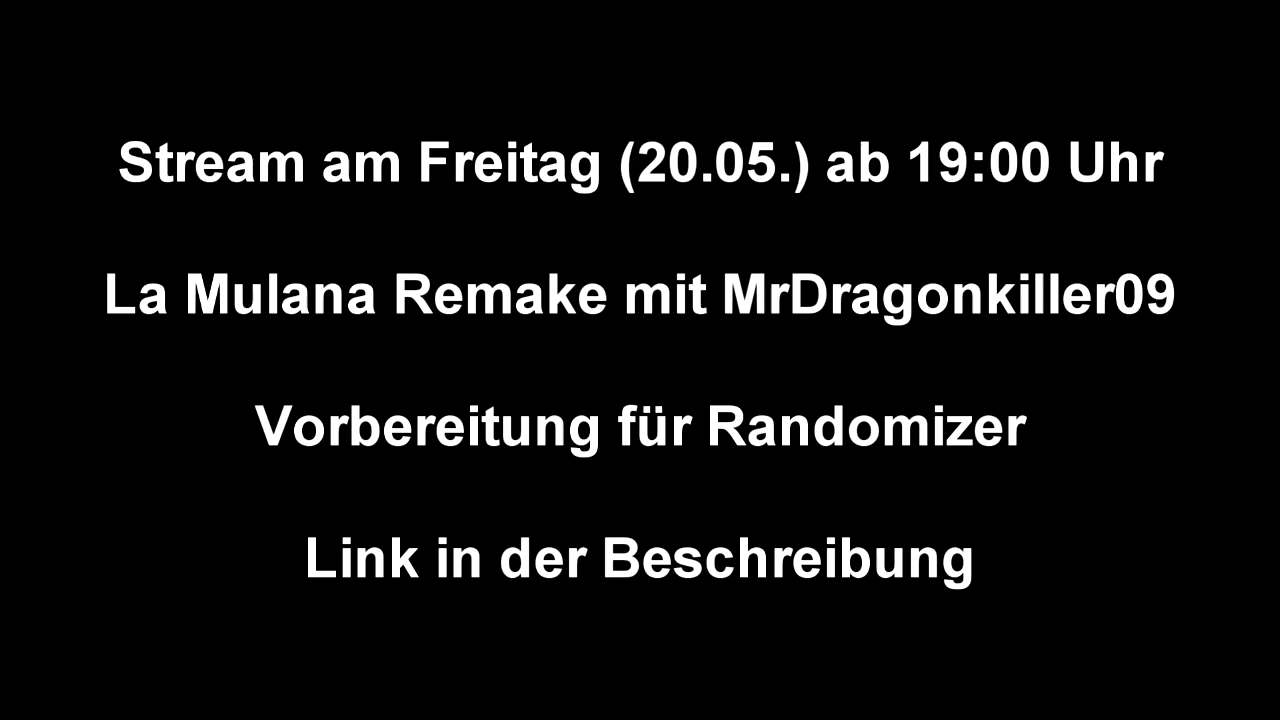 Stream am Freitag (20.05.) ab 19:00 Uhr
La Mulana Remake mit MrDragonkiller09
Vorbereitung für Randomizer
Link in der Beschreibung